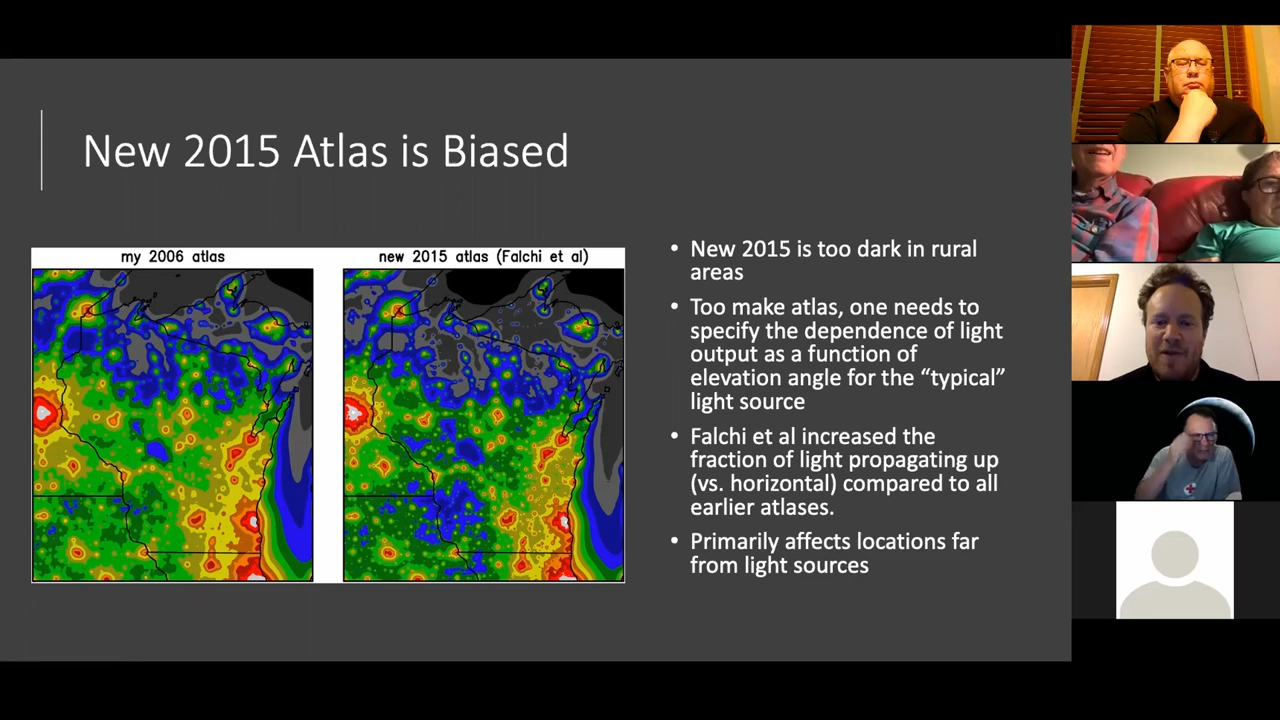 New 2015 Atlas is Biased
my 2006 atlas
new 2015 atlas (Falchi et al)
• New 2015 is too dark in rural
areas
• Too make atlas, one needs to
specify the dependence of light
output as a function of
elevation angle for the “typical”
light source
• Falchi et al increased the
fraction of light propagating up
(vs. horizontal) compared to all
earlier atlases.
• Primarily affects locations far
from light sources